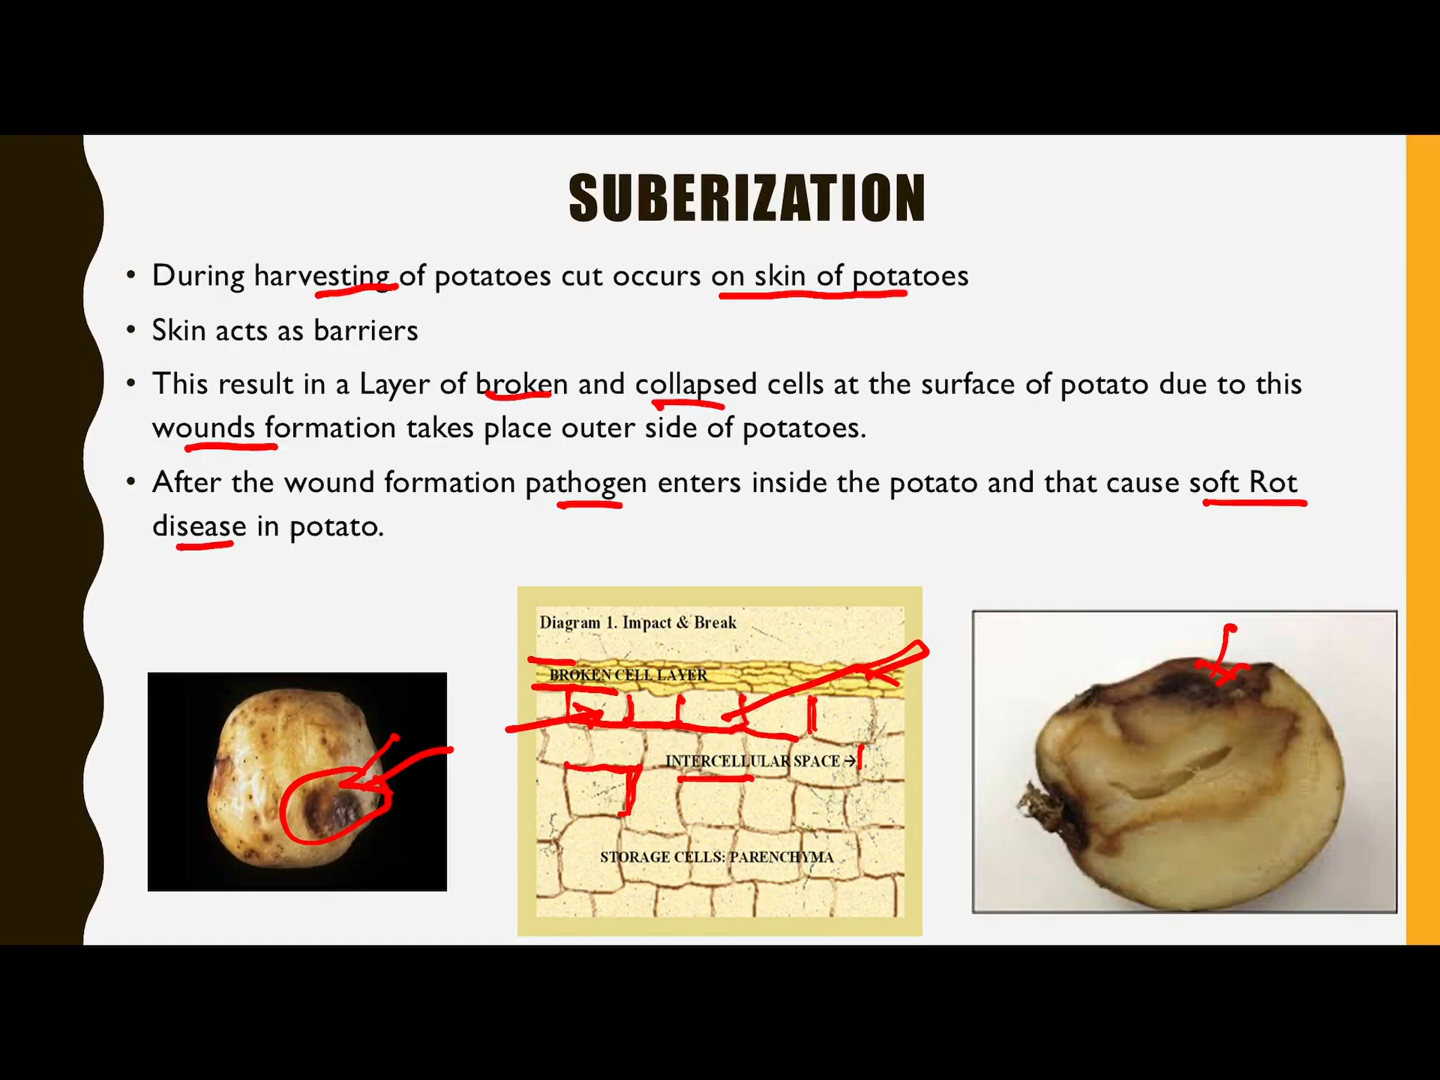 SUBERIZATION
• During harvesting of potatoes cut occurs on skin of potatoes
• Skin acts as barriers
• This result in a Layer of broken and collapsed cells at the surface of potato due to this
wounds formation takes place outer side of potatoes.
• After the wound formation pathogen enters inside the potato and that cause soft Rot
disease in potato.
Diagram 1. Impact & Break
BROKEN CELL LAYER
INTERCELLULAR SPACE →
STORAGE CELLS: PARENCHYMA